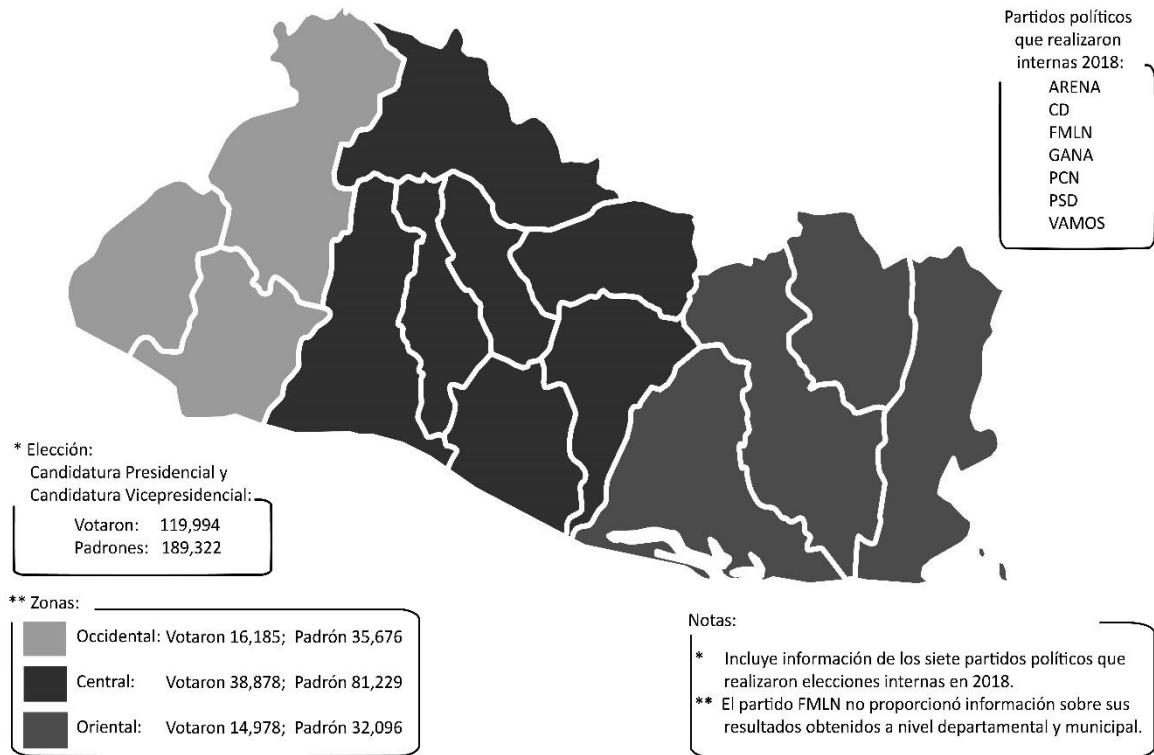 Partidos políticos
que realizaron
internas 2018:
ARENA
CD
FMLN
GANA
PCN
PSD
VAMOS
* Elección:
Candidatura Presidencial y
Candidatura Vicepresidencial:
Votaron: 119,994
Padrones: 189,322
** Zonas:
Occidental: Votaron 16,185; Padrón 35,676
Central: Votaron 38,878; Padrón 81,229
Oriental: Votaron 14,978; Padrón 32,096
Notas:
* Incluye información de los siete partidos políticos que
realizaron elecciones internas en 2018.
** El partido FMLN no proporcionó información sobre sus
resultados obtenidos a nivel departamental y municipal.